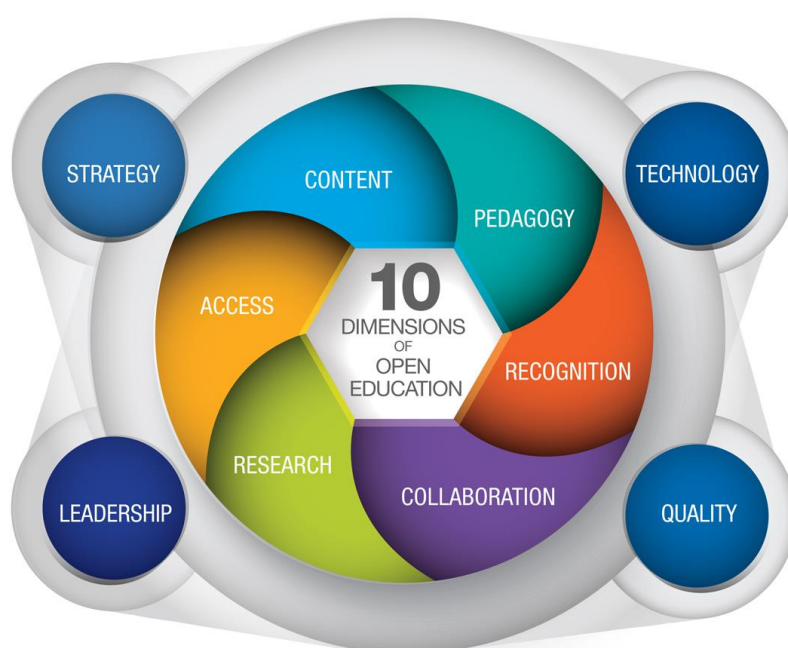 STRATEGY
TECHNOLOGY
CONTENT
PEDAGOGY
ACCESS
10
DIMENSIONS
OF
OPEN
EDUCATION
RECOGNITION
RESEARCH
COLLABORATION
LEADERSHIP
QUALITY